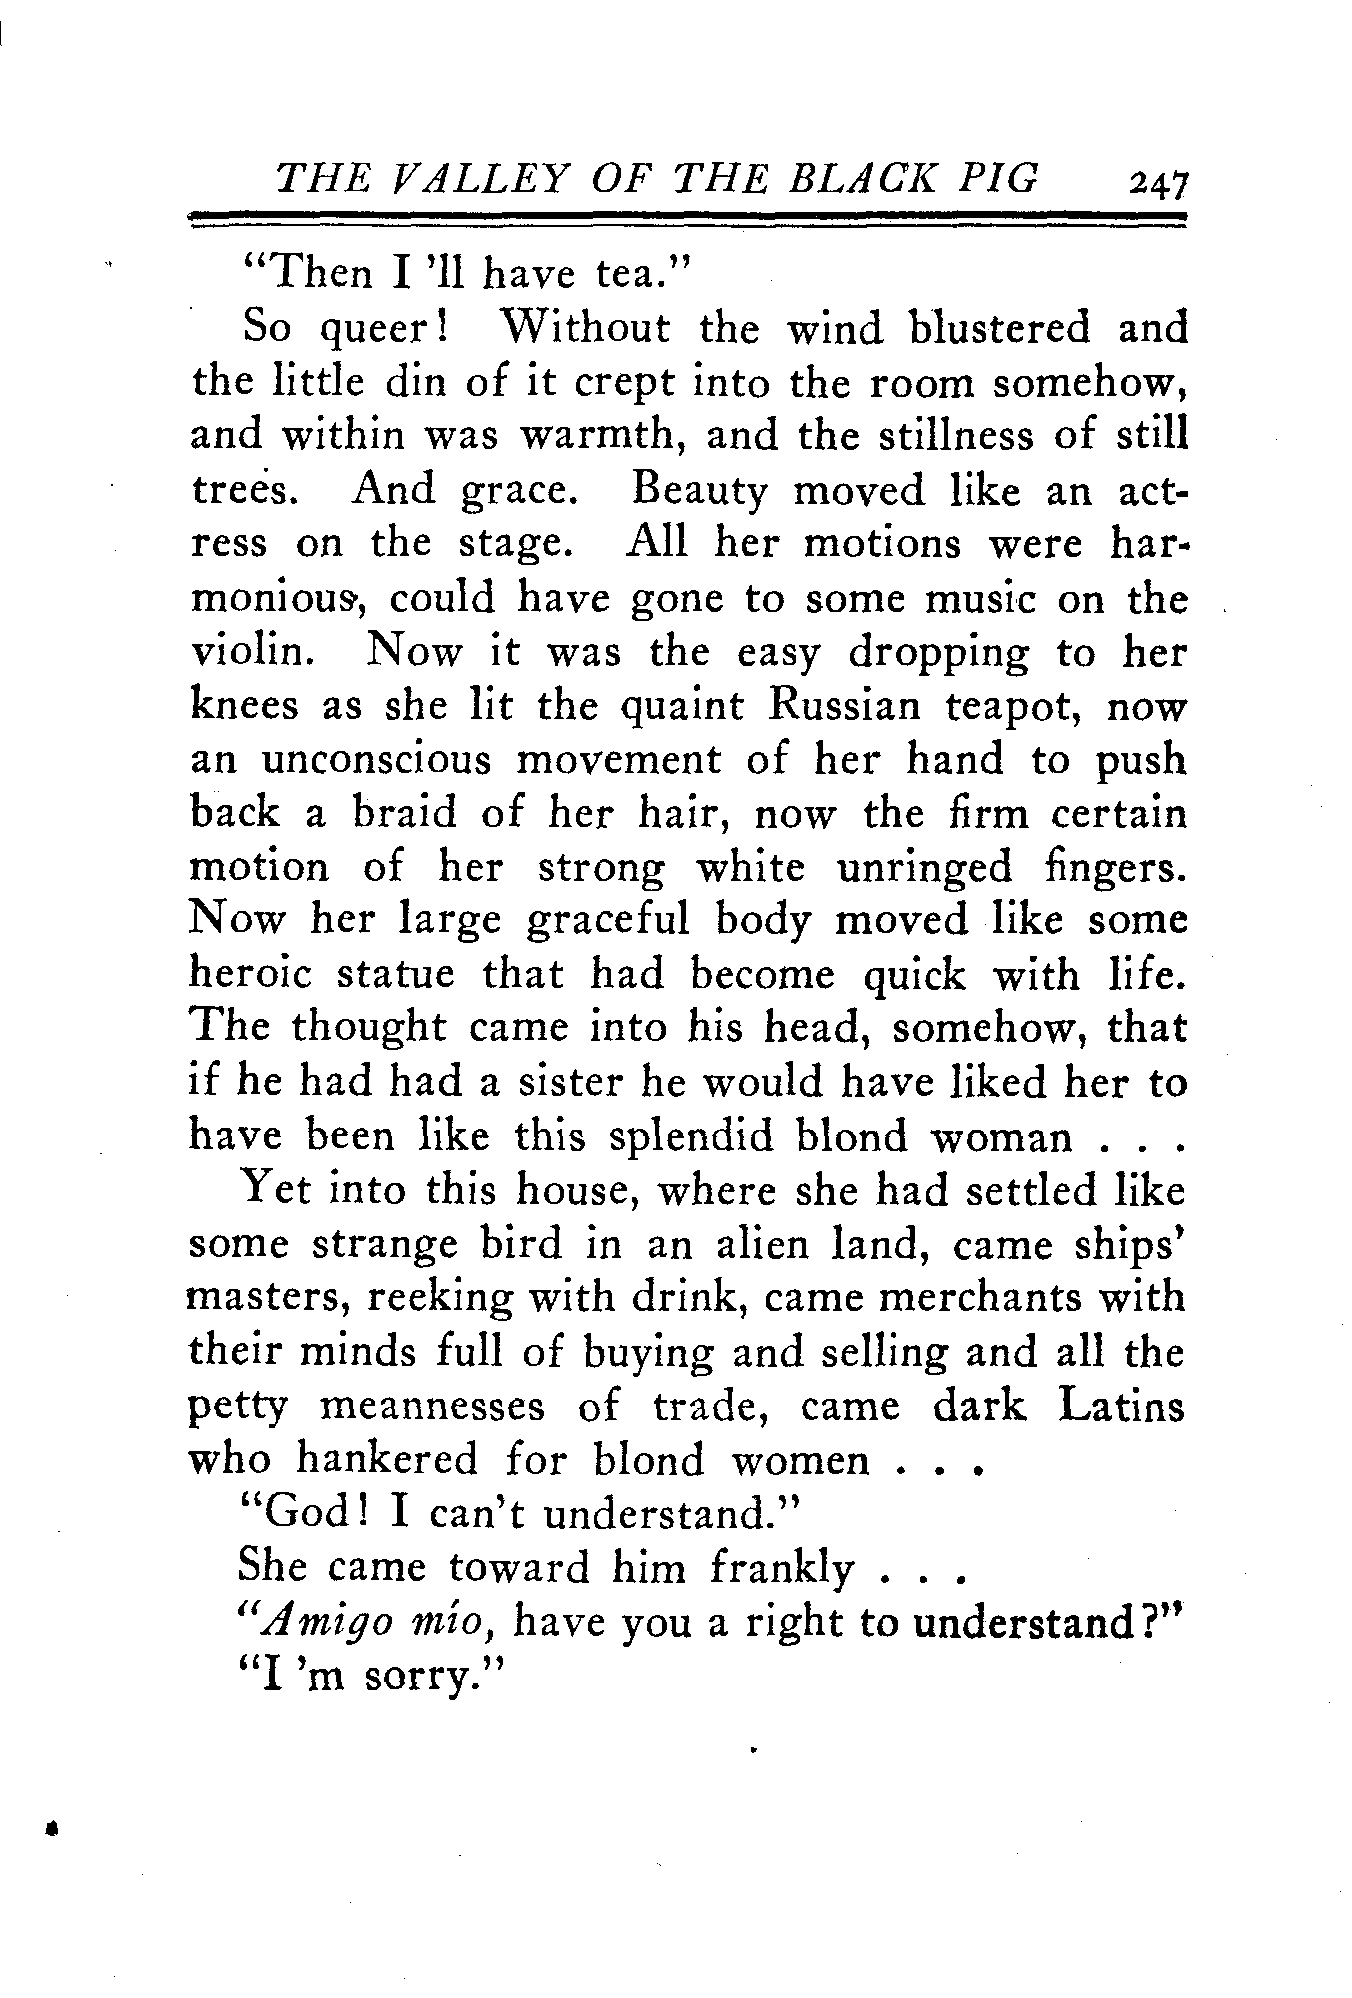 THE VALLEY OF THE BLACK PIG 247
"Then I 'll have tea."
So queer! Without the wind blustered and
the little din of it crept into the room somehow,
and within was warmth, and the stillness of still
trees. And grace. Beauty moved like an act-
ress on the stage. All her motions were har-
monious, could have gone to some music on the
violin. Now it was the easy dropping to her
knees as she lit the quaint Russian teapot, now
an unconscious movement of her hand to push
back a braid of her hair, now the firm certain
motion of her strong white unringed fingers.
Now her large graceful body moved like some
heroic statue that had become quick with life.
The thought came into his head, somehow, that
if he had had a sister he would have liked her to
have been like this splendid blond woman . . .
Yet into this house, where she had settled like
some strange bird in an alien land, came ships'
masters, reeking with drink, came merchants with
their minds full of buying and selling and all the
petty meannesses of trade, came dark Latins
who hankered for blond women . . .
"God! I can't understand."
She came toward him frankly . . .
"Amigo mío, have you a right to understand?"
"I 'm sorry."